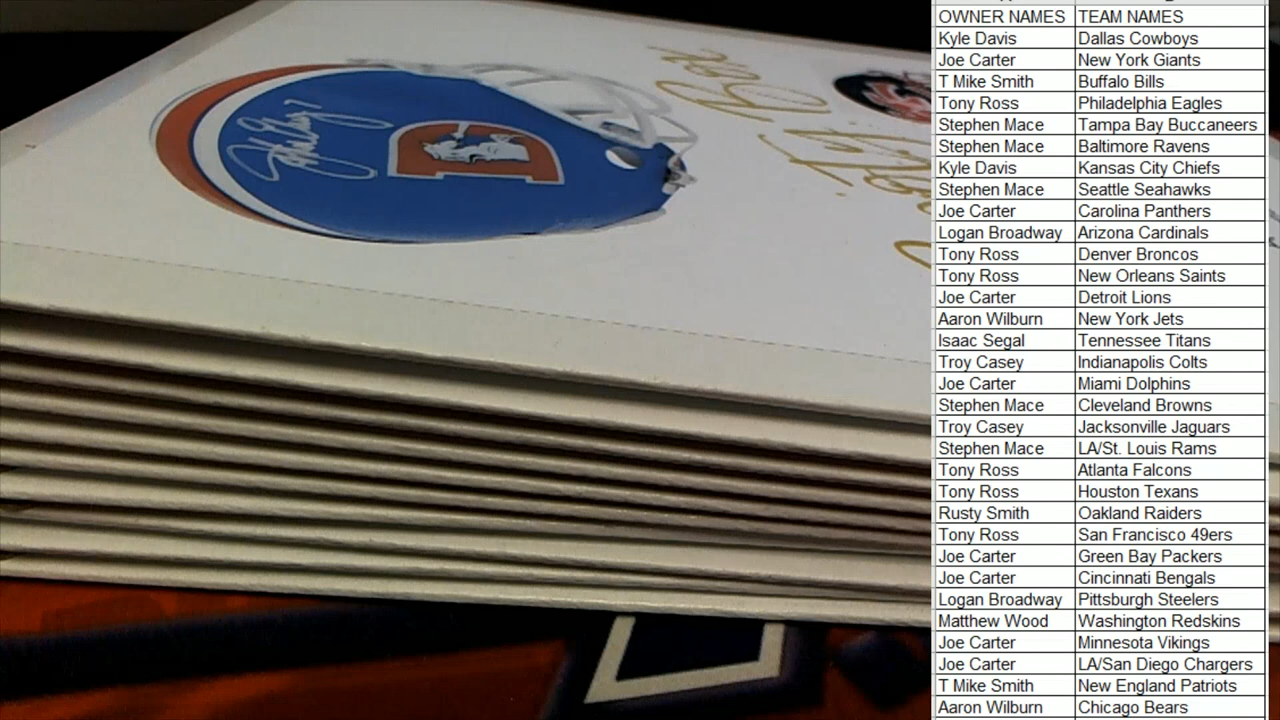 D
OWNER NAMES TEAM NAMES
Kyle Davis Dallas Cowboys
Joe Carter New York Giants
T Mike Smith Buffalo Bills
Tony Ross Philadelphia Eagles
Stephen Mace Tampa Bay Buccaneers
Stephen Mace Baltimore Ravens
Kyle Davis Kansas City Chiefs
Stephen Mace Seattle Seahawks
Joe Carter Carolina Panthers
Logan Broadway Arizona Cardinals
Tony Ross Denver Broncos
Tony Ross New Orleans Saints
Joe Carter Detroit Lions
Aaron Wilburn New York Jets
Isaac Segal Tennessee Titans
Troy Casey Indianapolis Colts
Joe Carter Miami Dolphins
Stephen Mace Cleveland Browns
Troy Casey Jacksonville Jaguars
Stephen Mace LA/St. Louis Rams
Tony Ross Atlanta Falcons
Tony Ross Houston Texans
Rusty Smith Oakland Raiders
Tony Ross San Francisco 49ers
Joe Carter Green Bay Packers
Joe Carter Cincinnati Bengals
Logan Broadway Pittsburgh Steelers
Matthew Wood Washington Redskins
Joe Carter Minnesota Vikings
Joe Carter LA/San Diego Chargers
T Mike Smith New England Patriots
Aaron Wilburn Chicago Bears